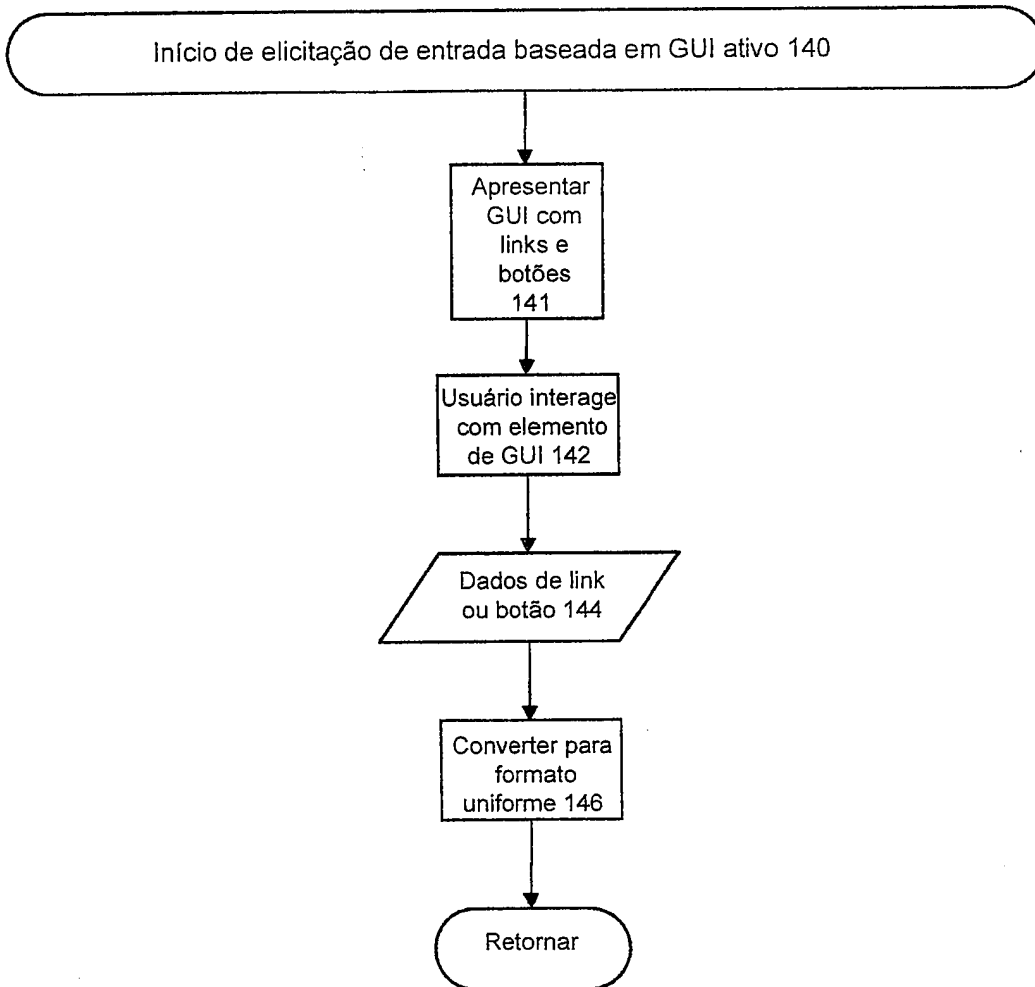 Início de elicitação de entrada baseada em GUI ativo 140
Apresentar
GUI com
links e
botões
141
Usuário interage
com elemento
de GUI 142
Dados de link
ou botão 144
Converter para
formato
uniforme 146
Retornar